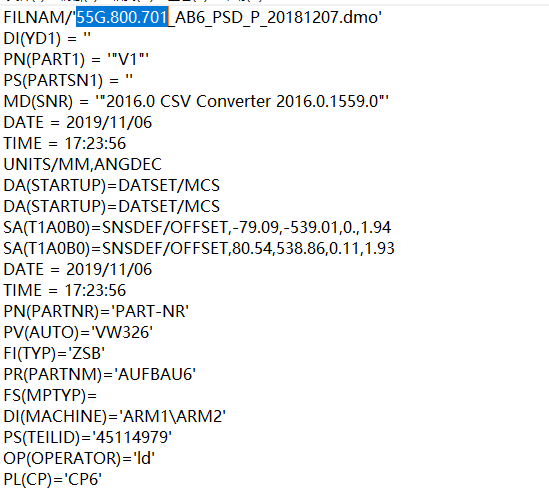 FILNAM/'55G.800.701_AB6_PSD_P_20181207.dmo'
DI(YD1) = ''
PN(PART1) = '"V1"'
PS(PARTSN1) = ''
MD(SNR) = '"2016.0 CSV Converter 2016.0.1559.0"'
DATE = 2019/11/06
TIME = 17:23:56
UNITS/MM,ANGDEC
DA(STARTUP)=DATSET/MCS
DA(STARTUP)=DATSET/MCS
SA(T1A0B0)=SNSDEF/OFFSET,-79.09,-539.01,0.,1.94
SA(T1A0B0)=SNSDEF/OFFSET,80.54,538.86,0.11,1.93
DATE = 2019/11/06
TIME = 17:23:56
PN(PARTNR)='PART-NR'
PV(AUTO)='VW326'
FI(TYP)='ZSB'
PR(PARTNM)='AUFBAU6'
FS(MPTYP)=
DI(MACHINE)='ARM1\ARM2'
PS(TEILID)='45114979'
OP(OPERATOR)='ld'
PL(CP)='CP6'